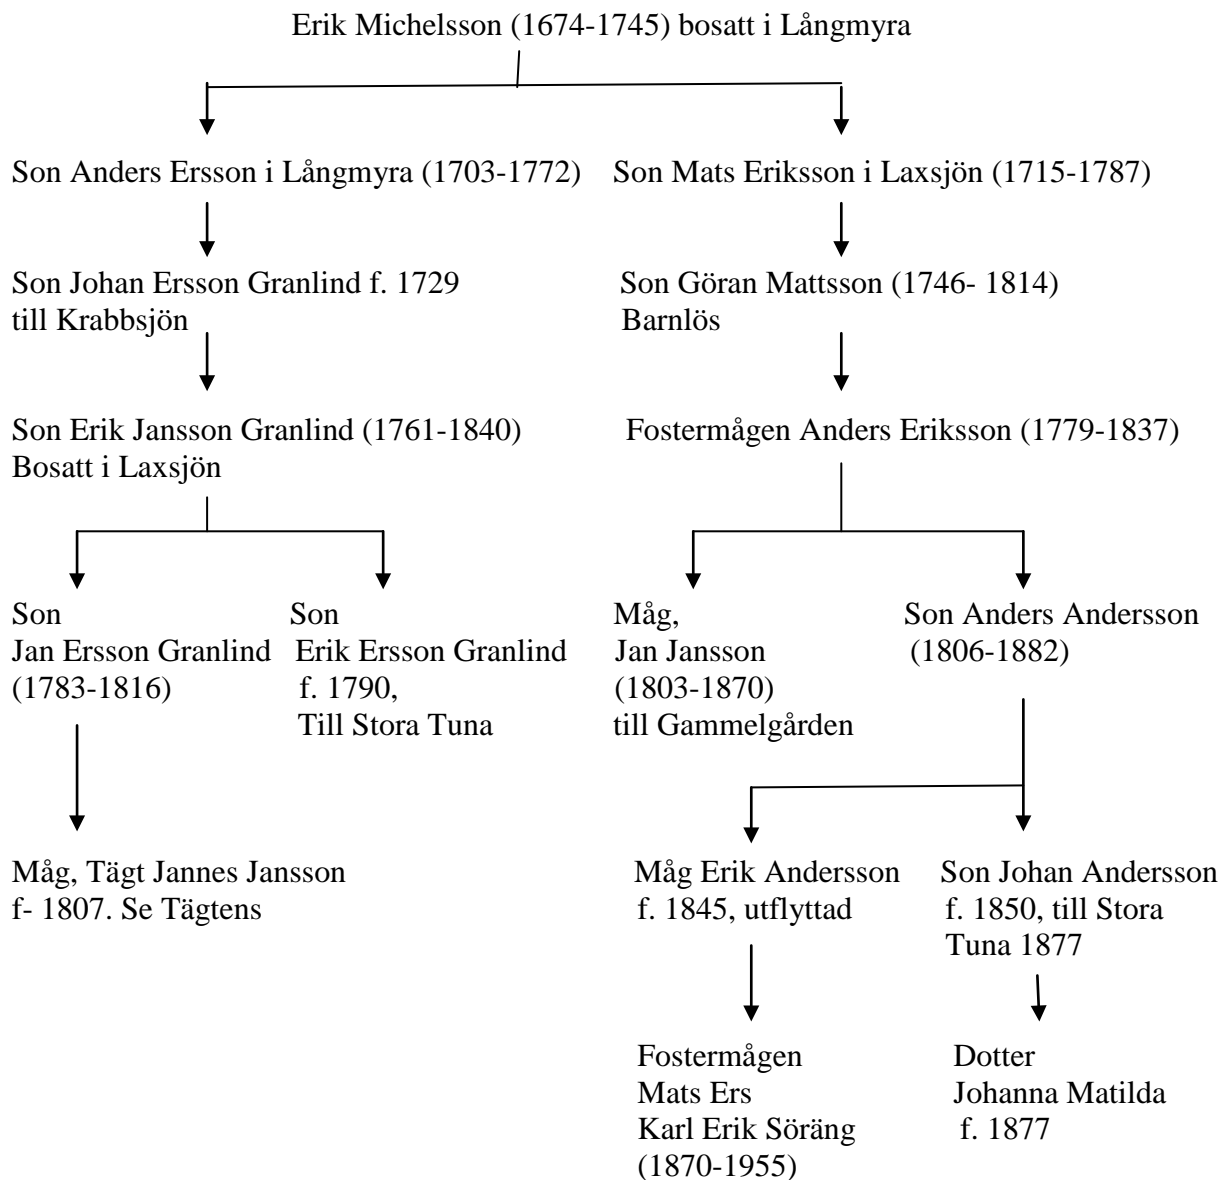 Erik Michelsson (1674-1745) bosatt i Långmyra
Son Anders Ersson i Långmyra (1703-1772)
Son Mats Eriksson i Laxsjön (1715-1787)
Son Johan Ersson Granlind f. 1729
till Krabbsjön
Son Göran Mattsson (1746- 1814)
Barnlös
Son Erik Jansson Granlind (1761-1840)
Bosatt i Laxsjön
Fostermågen Anders Eriksson (1779-1837)
Son
Jan Ersson Granlind
(1783-1816)
Son
Erik Ersson Granlind
f. 1790,
Till Stora Tuna
Måg,
Jan Jansson
(1803-1870)
till Gammelgården
Son Anders Andersson
(1806-1882)
Måg, Tägt Jannes Jansson
f- 1807. Se Tägtens
Måg Erik Andersson
f. 1845, utflyttad
Son Johan Andersson
f. 1850, till Stora
Tuna 1877
Fostermågen
Mats Ers
Karl Erik Söräng
(1870-1955)
Dotter
Johanna Matilda
f. 1877